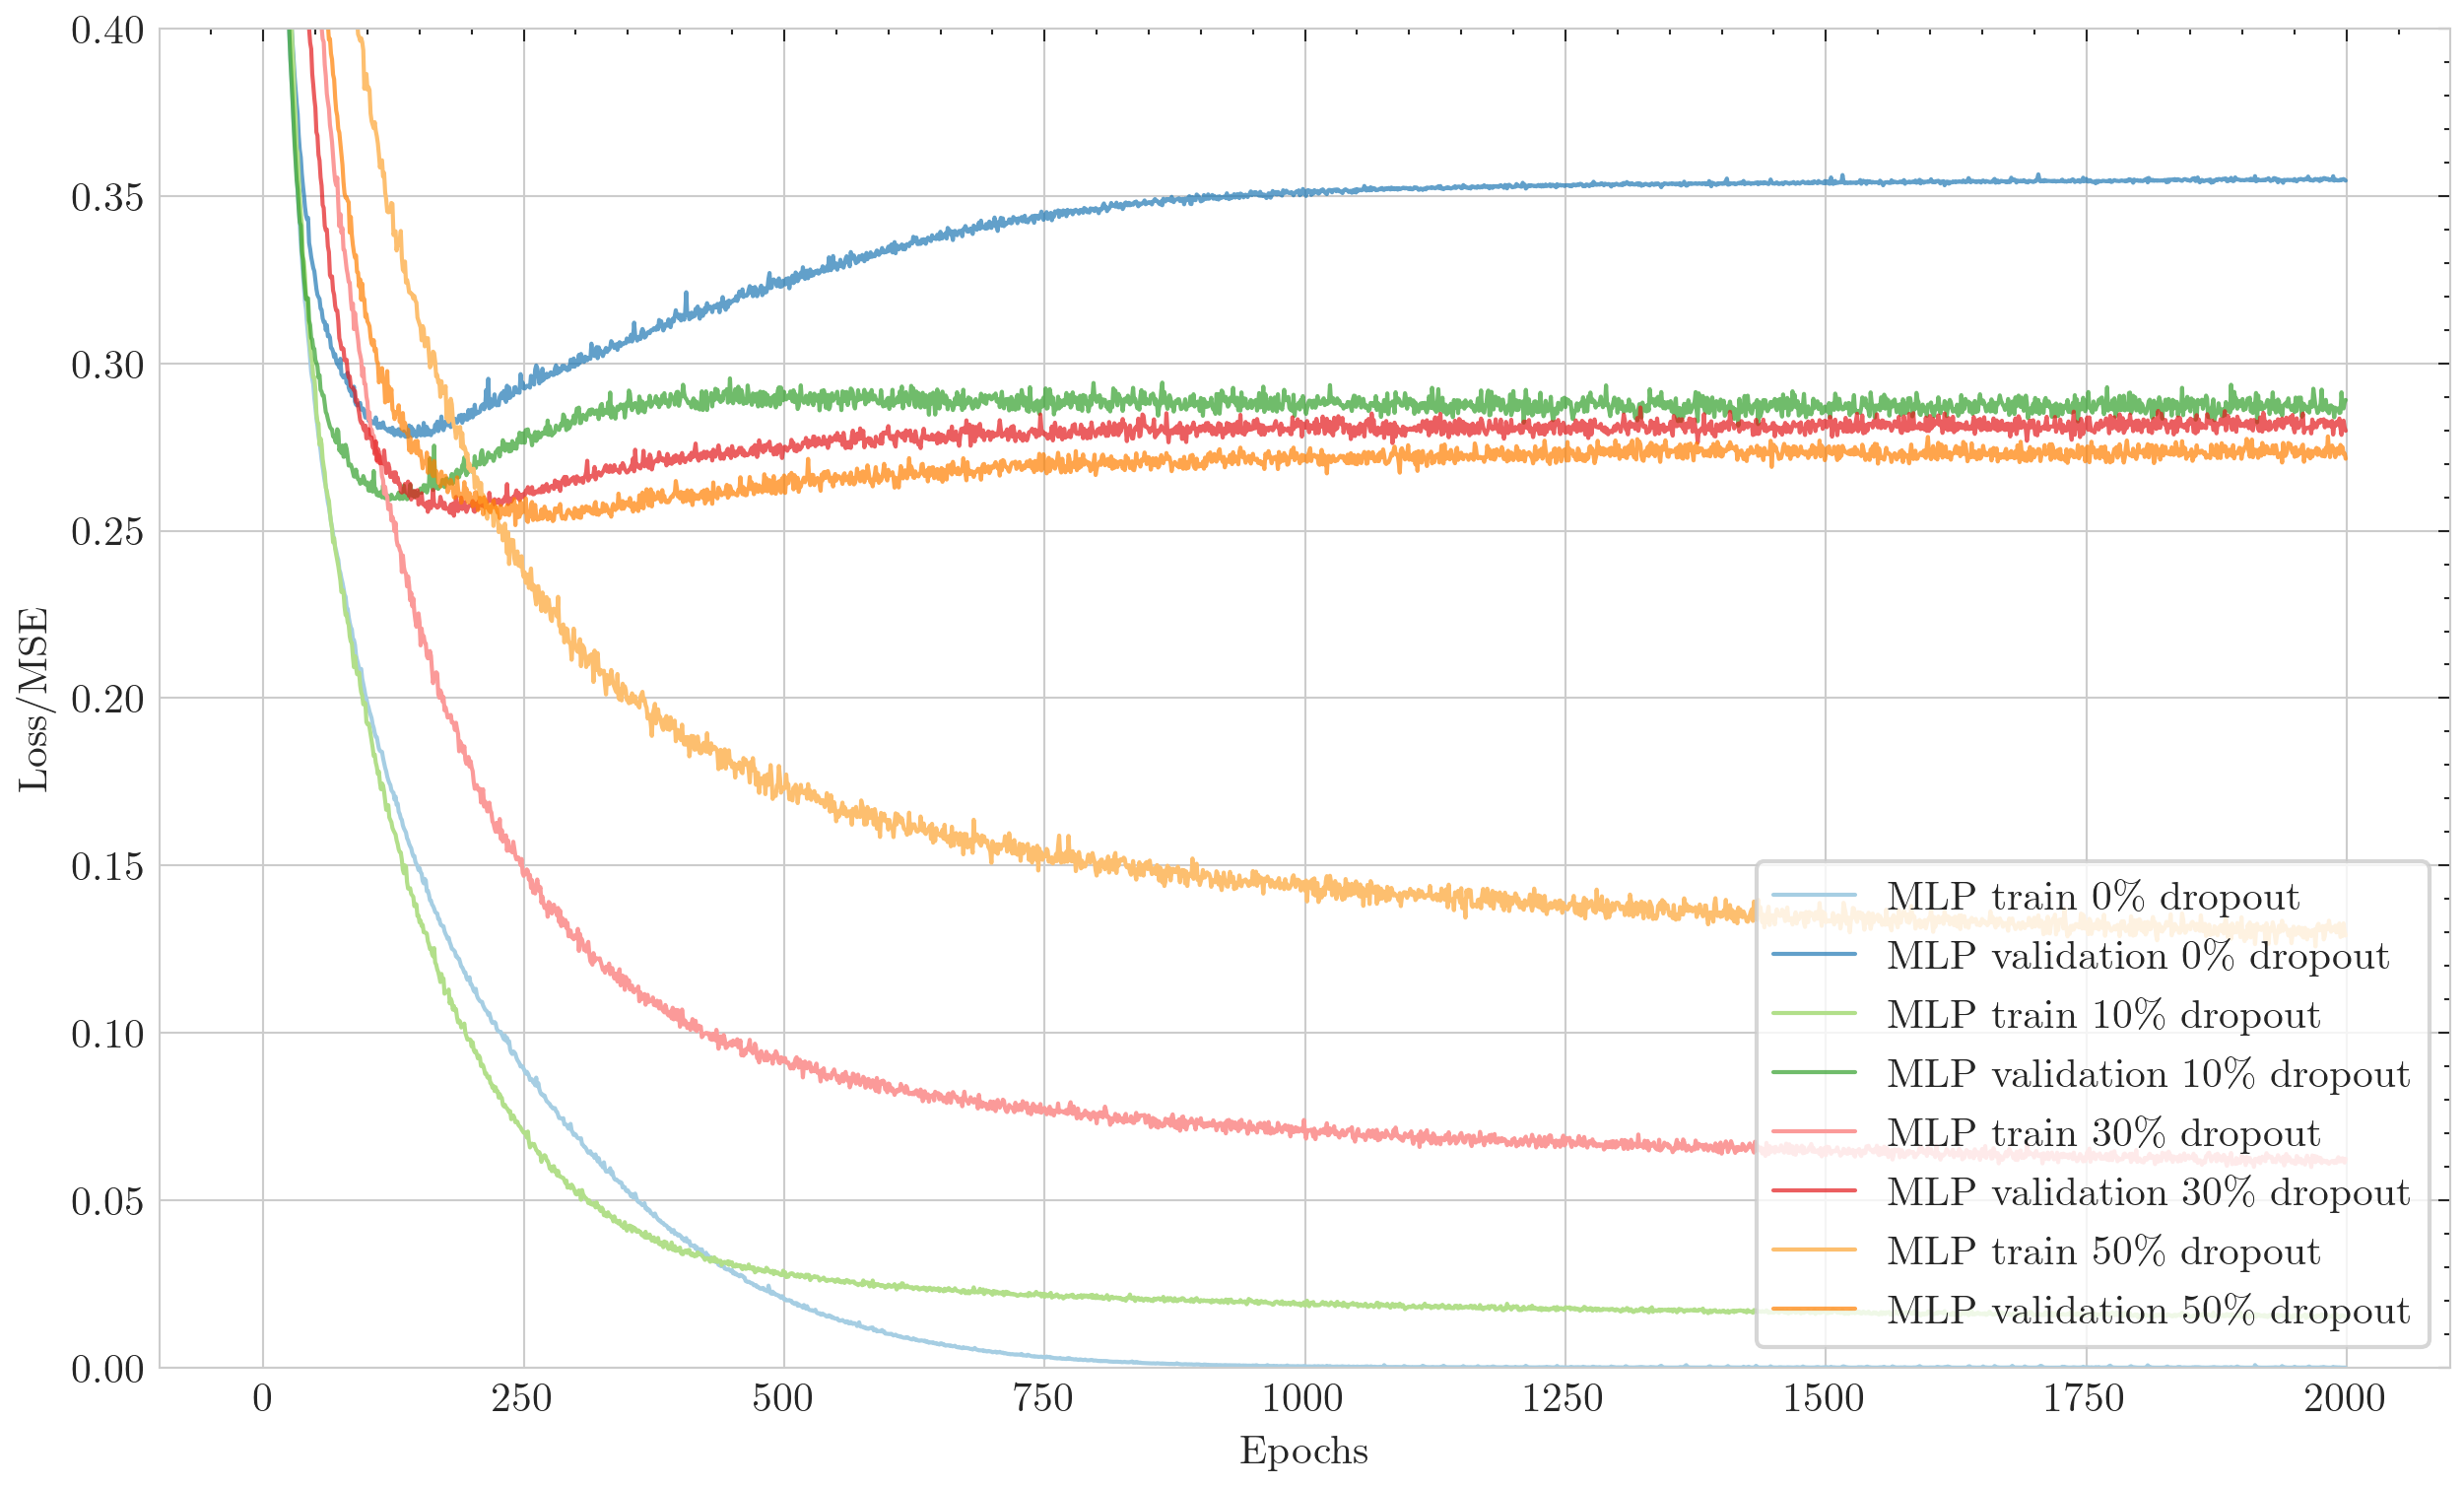 0.40
0.35
0.30
0.25
0.20
0.15
0.10
0.05
0.00
Loss/MSE
MLP train 0% dropout
MLP validation 0% dropout
MLP train 10% dropout
MLP validation 10% dropout
MLP train 30% dropout
MLP validation 30% dropout
MLP train 50% dropout
MLP validation 50% dropout
0 250 500 750 1000 1250 1500 1750 2000
Epochs